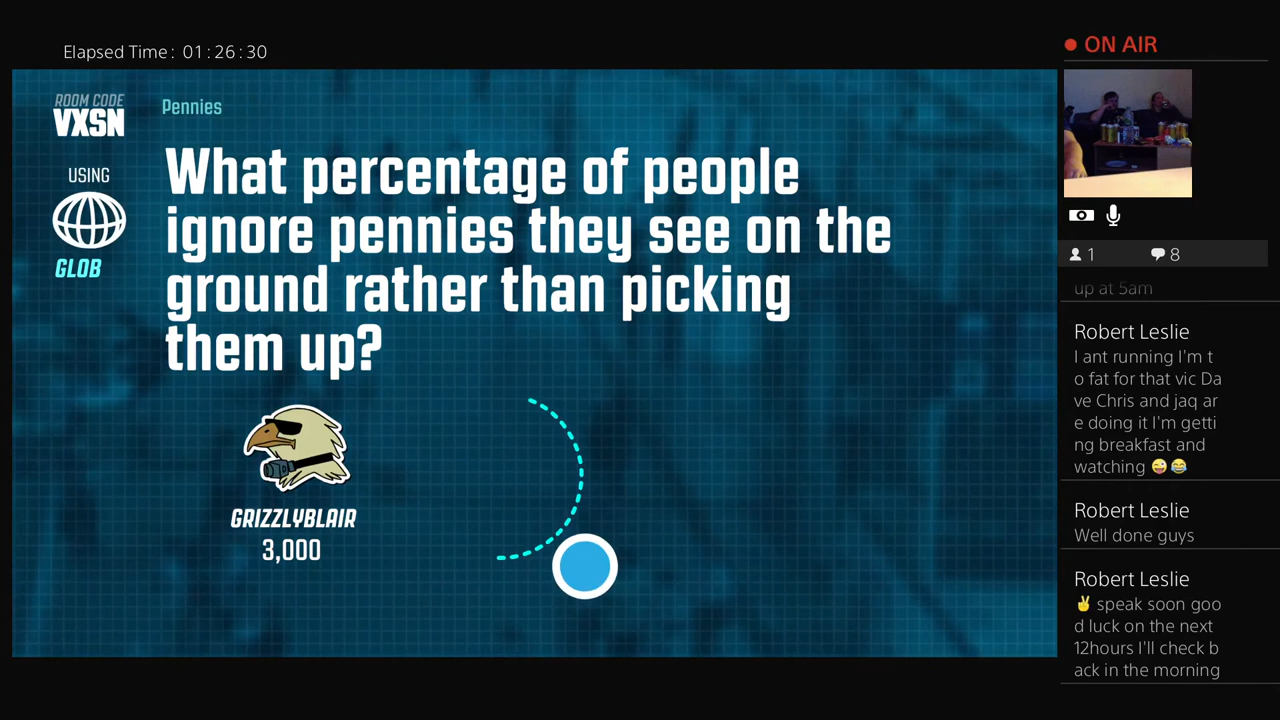 Elapsed Time: 01:26:30
ON AIR
ROOM CODE
VXSN
Pennies
USING
GLOB
What percentage of people
ignore pennies they see on the
ground rather than picking
them up?
GRIZZLYBLAIR
3,000
1
8
up at 5am
Robert Leslie
I ant running I'm t
o fat for that vic Da
ve Chris and jaq ar
e doing it I'm getti
ng breakfast and
watching 😜😂
Robert Leslie
Well done guys
Robert Leslie
✌ speak soon goo
d luck on the next
12hours I'll check b
ack in the morning